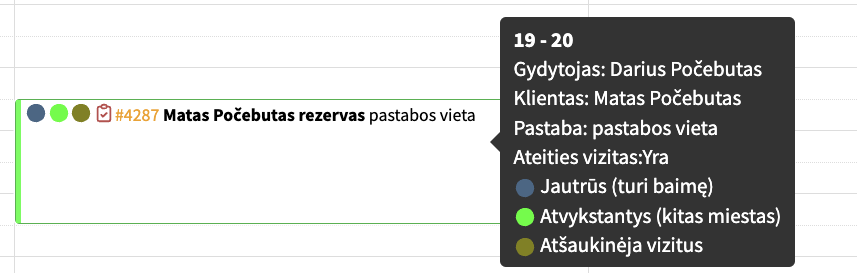 #4287 Matas Počebutas rezervas pastabos vieta
19 - 20
Gydytojas: Darius Počebutas
Klientas: Matas Počebutas
Pastaba: pastabos vieta
Ateities vizitas:Yra
Jautrūs (turi baimę)
Atvykstantys (kitas miestas)
Atšaukinėja vizitus